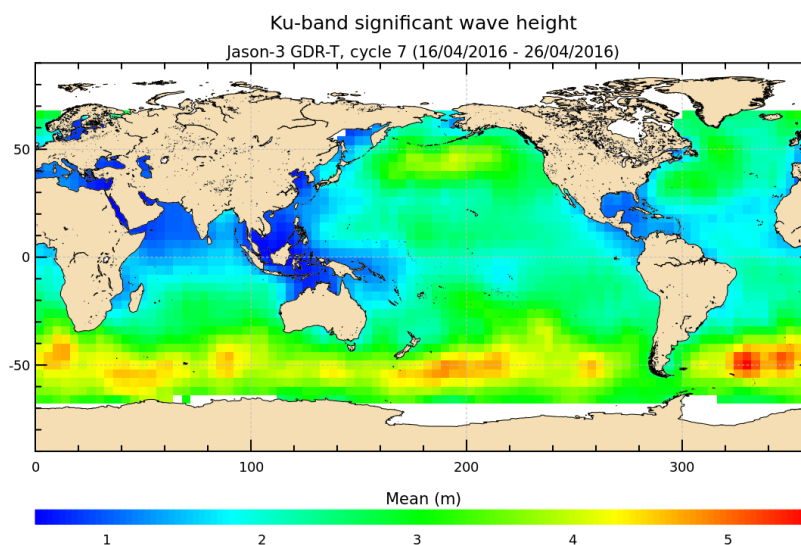 Ku-band significant wave height
Jason-3 GDR-T, cycle 7 (16/04/2016 - 26/04/2016)
50
0
-50
0 100 200 300
Mean (m)
1 2 3 4 5